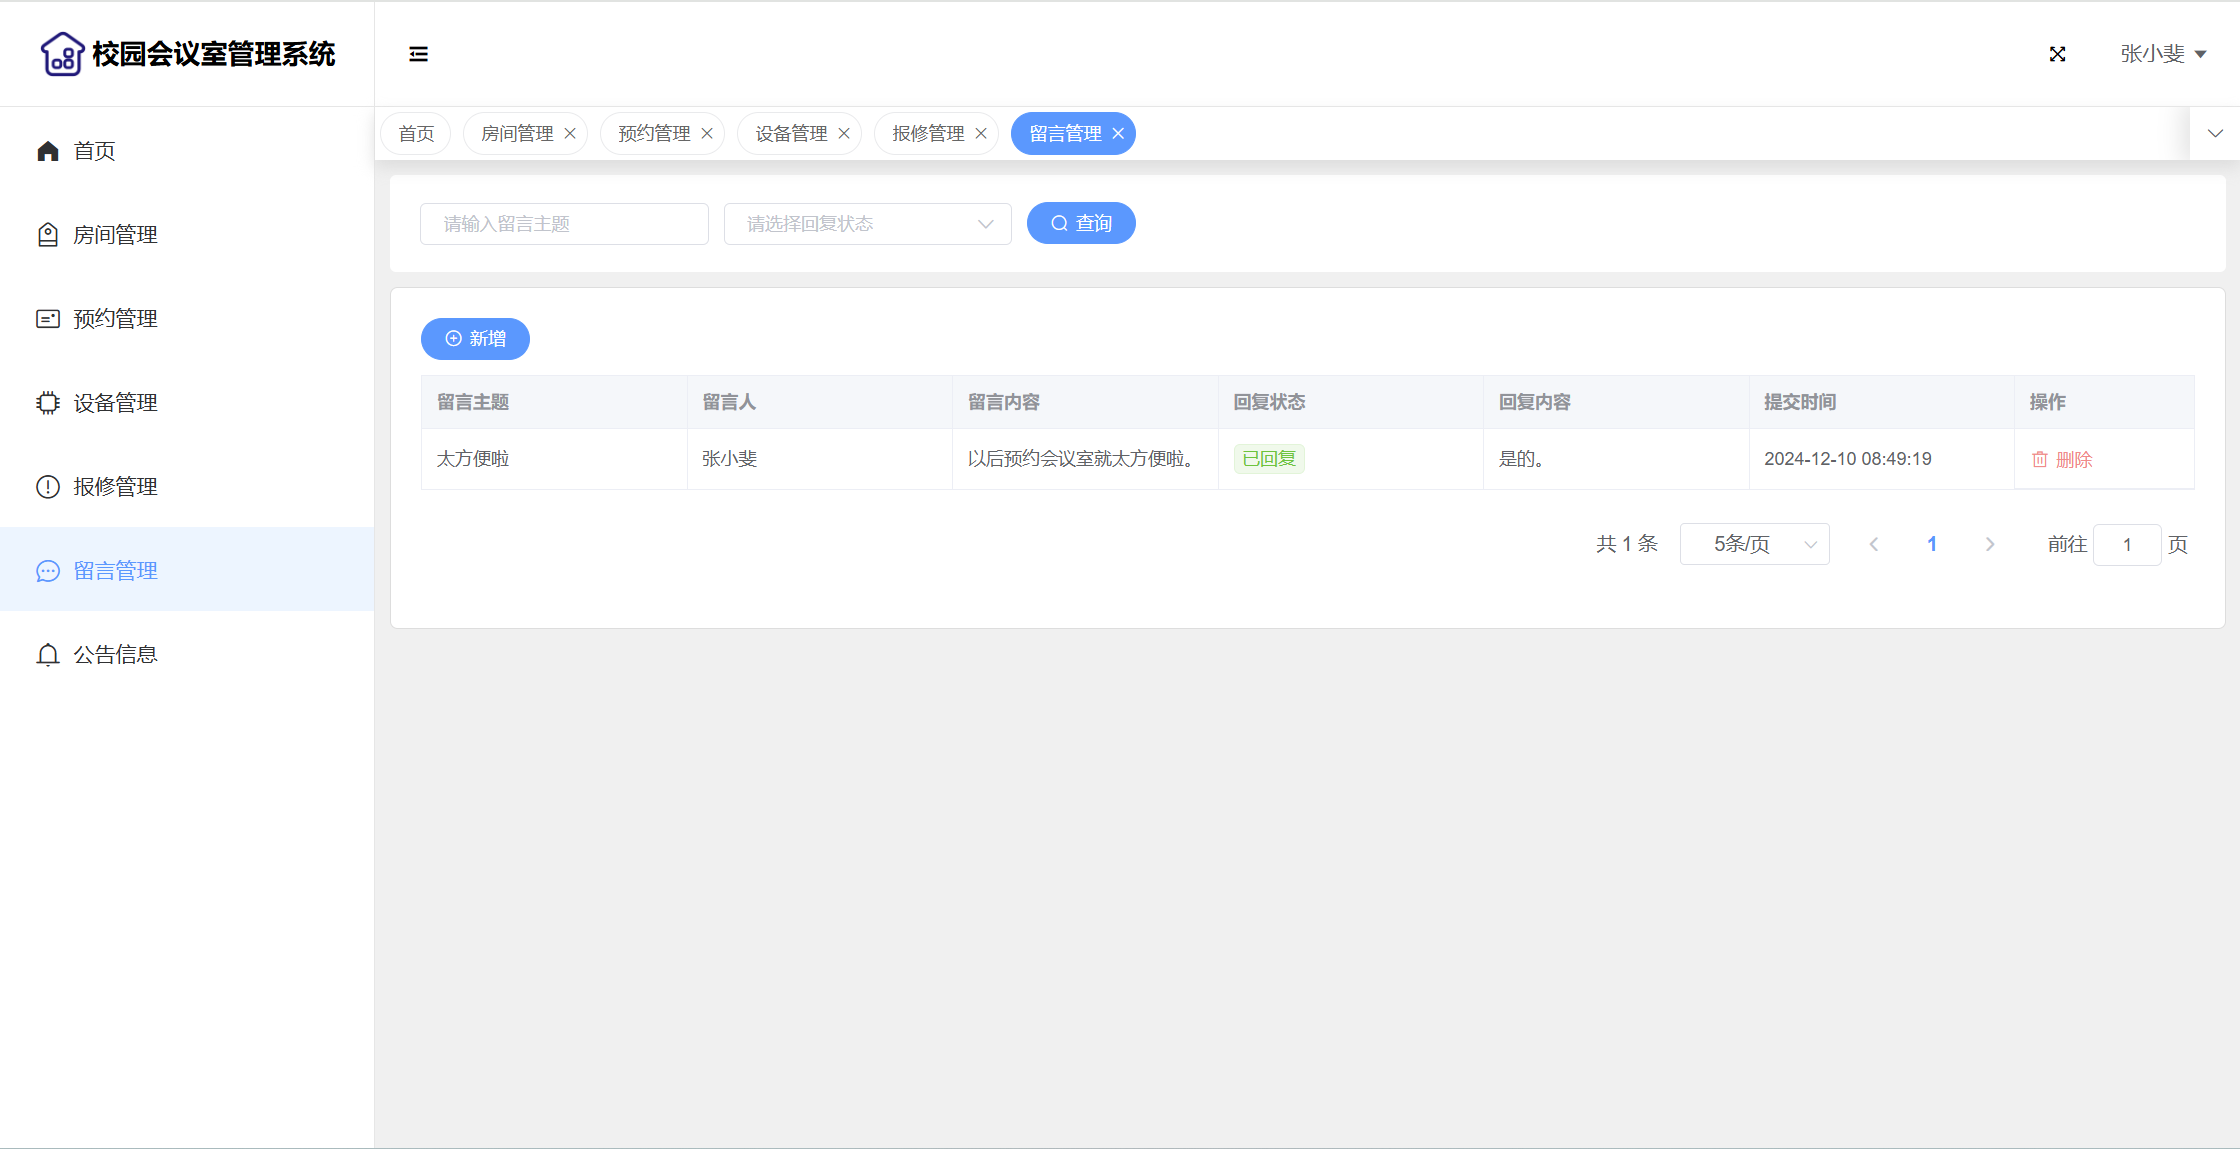 校园会议室管理系统
张小斐
首页
房间管理
预约管理
设备管理
报修管理
留言管理
公告信息
首页 房间管理 预约管理 设备管理 报修管理 留言管理
请输入留言主题 请选择回复状态 查询
新增
留言主题 留言人 留言内容 回复状态 回复内容 提交时间 操作
太方便啦 张小斐 以后预约会议室就太方便啦。 已回复 是的。 2024-12-10 08:49:19 删除
共 1 条 5条/页 1 前往 1 页